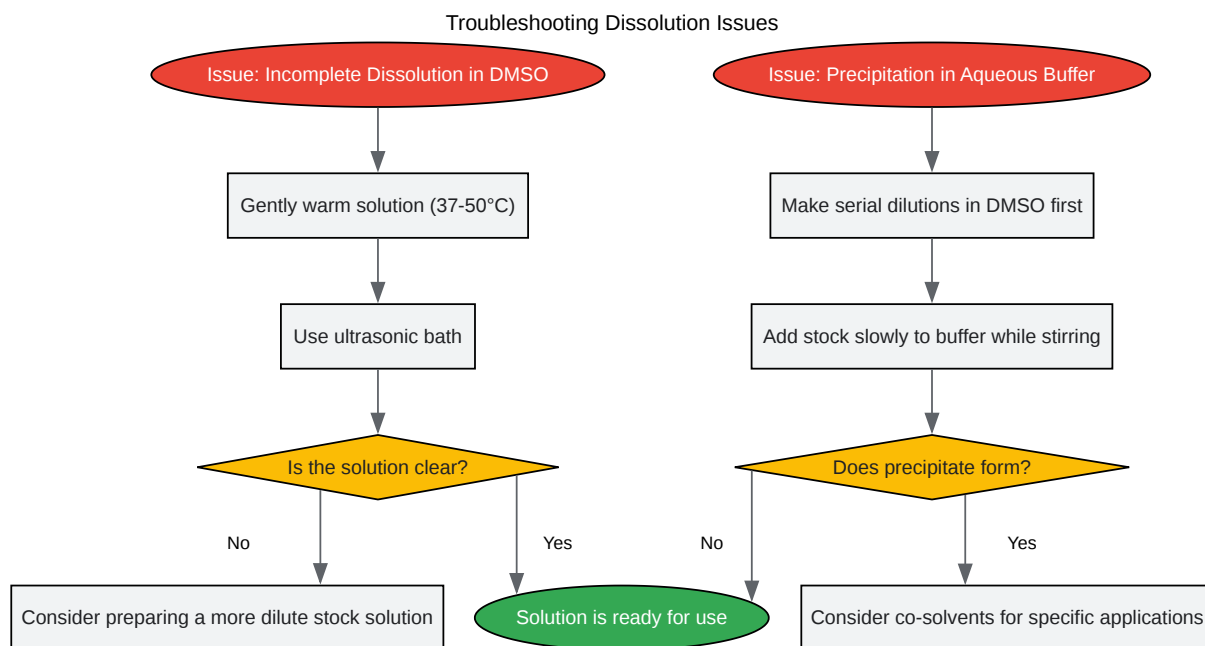 Troubleshooting Dissolution Issues
Issue: Incomplete Dissolution in DMSO
Issue: Precipitation in Aqueous Buffer
Gently warm solution (37-50°C)
Make serial dilutions in DMSO first
Use ultrasonic bath
Add stock slowly to buffer while stirring
Is the solution clear?
Does precipitate form?
No
Yes
No
Yes
Consider preparing a more dilute stock solution
Solution is ready for use
Consider co-solvents for specific applications